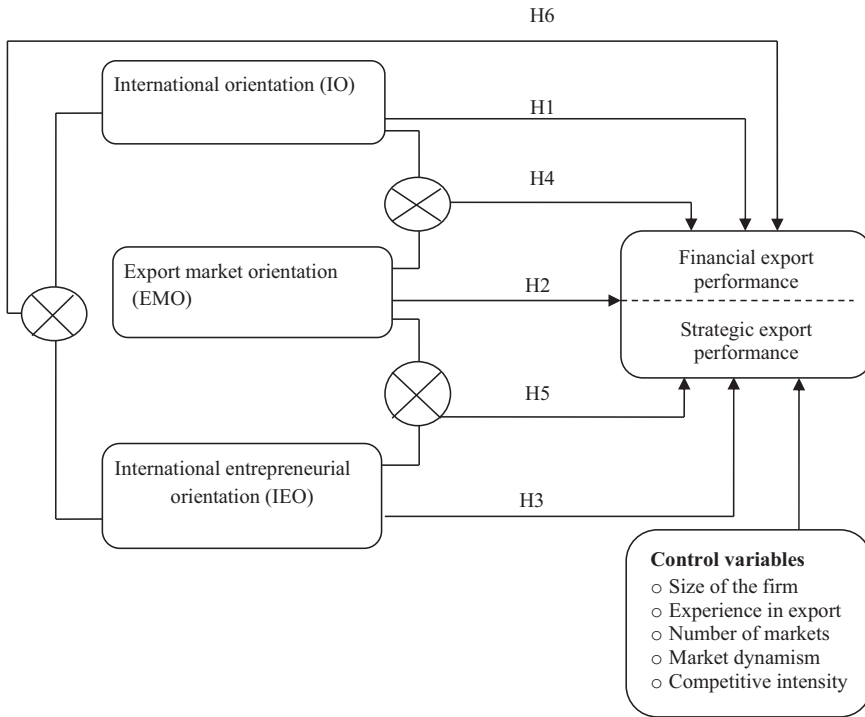 H6
International orientation (IO)
H1
H4
Export market orientation
(EMO)
H2
Financial export
performance
Strategic export
performance
H5
International entrepreneurial
orientation (IEO)
H3
Control variables
○ Size of the firm
○ Experience in export
○ Number of markets
○ Market dynamism
○ Competitive intensity